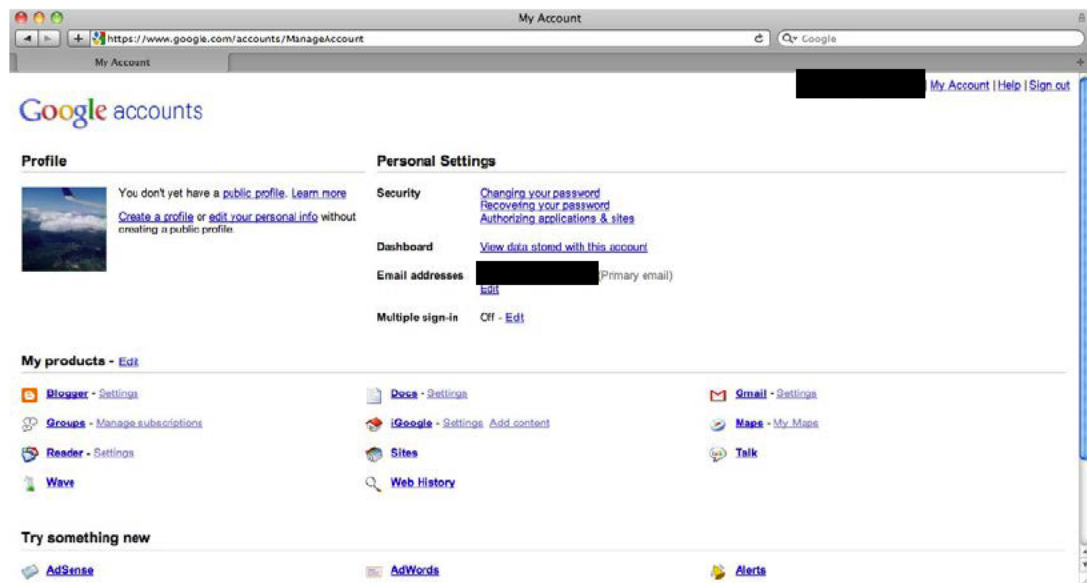 My Account
https://www.google.com/accounts/ManageAccount
Google
My Account
My Account | Help | Sign out
Google accounts
Profile
You don't yet have a public profile. Learn more
Create a profile or edit your personal info without
creating a public profile.
Personal Settings
Security
Changing your password
Recovering your password
Authorizing applications & sites
Dashboard
View data stored with this account
Email addresses
(Primary email)
Edit
Multiple sign-in
Off - Edit
My products - Edit
Blogger - Settings
Docs - Settings
Gmail - Settings
Groups - Manage subscriptions
iGoogle - Settings Add content
Maps - My Maps
Reader - Settings
Sites
Talk
Wave
Web History
Try something new
AdSense
AdWords
Alerts